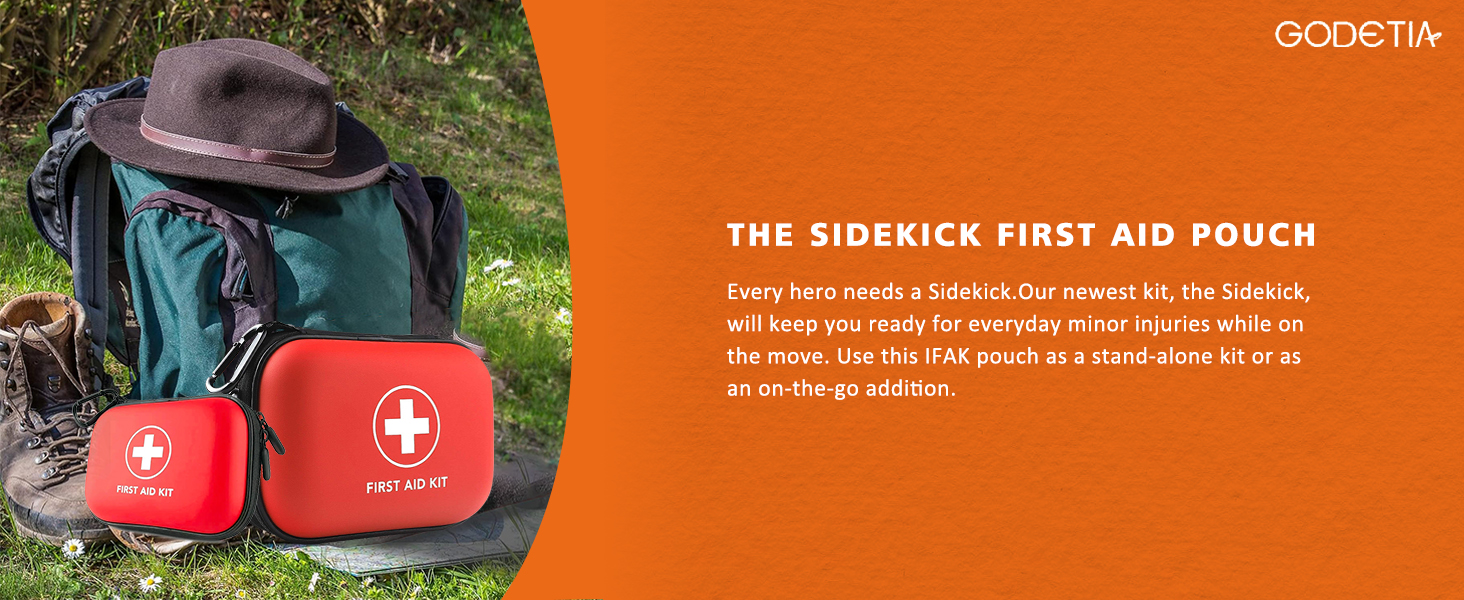 GODETIA
THE SIDEKICK FIRST AID POUCH
Every hero needs a Sidekick.Our newest kit, the Sidekick,
will keep you ready for everyday minor injuries while on
the move. Use this IFAK pouch as a stand-alone kit or as
an on-the-go addition.
FIRST AID KIT
FIRST AID KIT